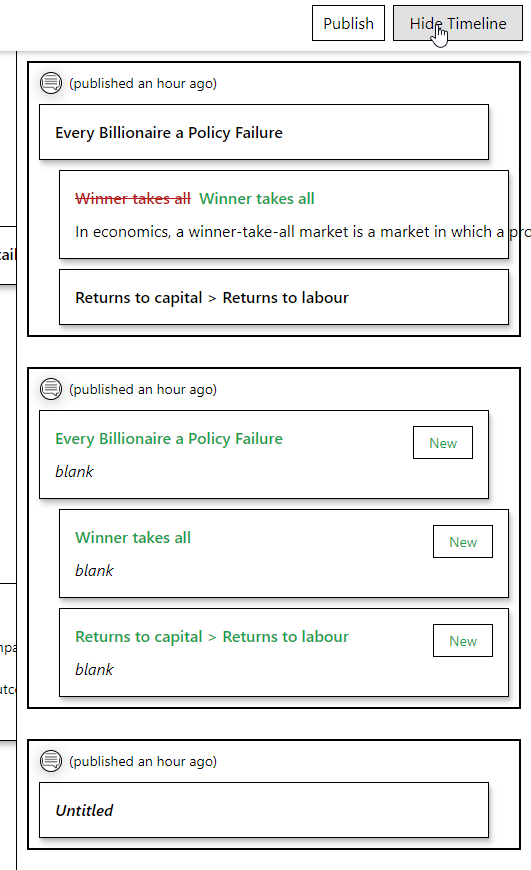 Publish
Hide Timeline
(published an hour ago)
Every Billionaire a Policy Failure
Winner takes all Winner takes all
In economics, a winner-take-all market is a market in which a pro
Returns to capital > Returns to labour
(published an hour ago)
Every Billionaire a Policy Failure
New
blank
Winner takes all
New
blank
Returns to capital > Returns to labour
New
blank
(published an hour ago)
Untitled